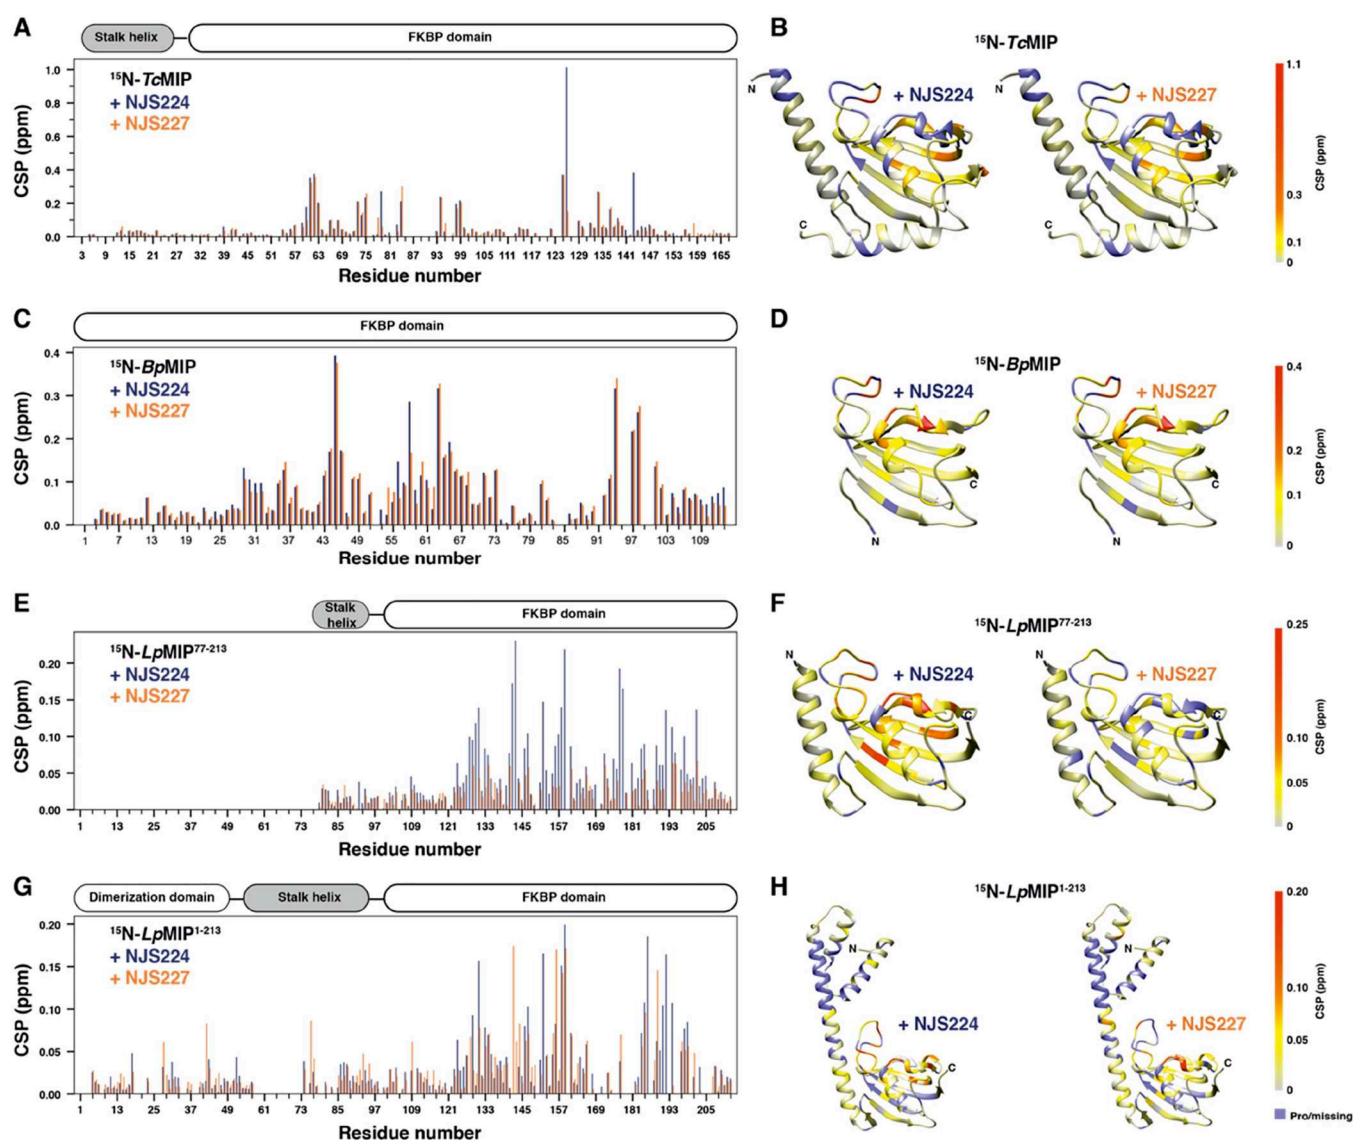 A
Stalk helix
FKBP domain
¹⁵N-TcMIP
+ NJS224
+ NJS227
CSP (ppm)
1.0
0.8
0.6
0.4
0.2
0.0
3 9 15 21 27 33 39 45 51 57 63 69 75 81 87 93 99 105 111 117 123 129 135 141 147 153 159 165
Residue number
B
¹⁵N-TcMIP
N
+ NJS224
C
N
+ NJS227
C
1.1
0.3
0.1
0
CSP (ppm)
C
FKBP domain
¹⁵N-BpMIP
+ NJS224
+ NJS227
CSP (ppm)
0.4
0.3
0.2
0.1
0.0
1 7 13 19 25 31 37 43 49 55 61 67 73 79 85 91 97 103 109
Residue number
D
¹⁵N-BpMIP
+ NJS224
C
N
+ NJS227
C
N
0.4
0.2
0.1
0
CSP (ppm)
E
Stalk
helix
FKBP domain
¹⁵N-LpMIP⁷⁷⁻²¹³
+ NJS224
+ NJS227
CSP (ppm)
0.20
0.15
0.10
0.05
0.00
1 13 25 37 49 61 73 85 97 109 121 133 145 157 169 181 193 205
Residue number
F
¹⁵N-LpMIP⁷⁷⁻²¹³
N
+ NJS224
C
N
+ NJS227
C
0.25
0.10
0.05
0
CSP (ppm)
G
Dimerization domain
Stalk helix
FKBP domain
¹⁵N-LpMIP¹⁻²¹³
+ NJS224
+ NJS227
CSP (ppm)
0.20
0.15
0.10
0.05
0.00
1 13 25 37 49 61 73 85 97 109 121 133 145 157 169 181 193 205
Residue number
H
¹⁵N-LpMIP¹⁻²¹³
N
+ NJS224
C
N
+ NJS227
C
0.20
0.10
0.05
0
CSP (ppm)
Pro/missing